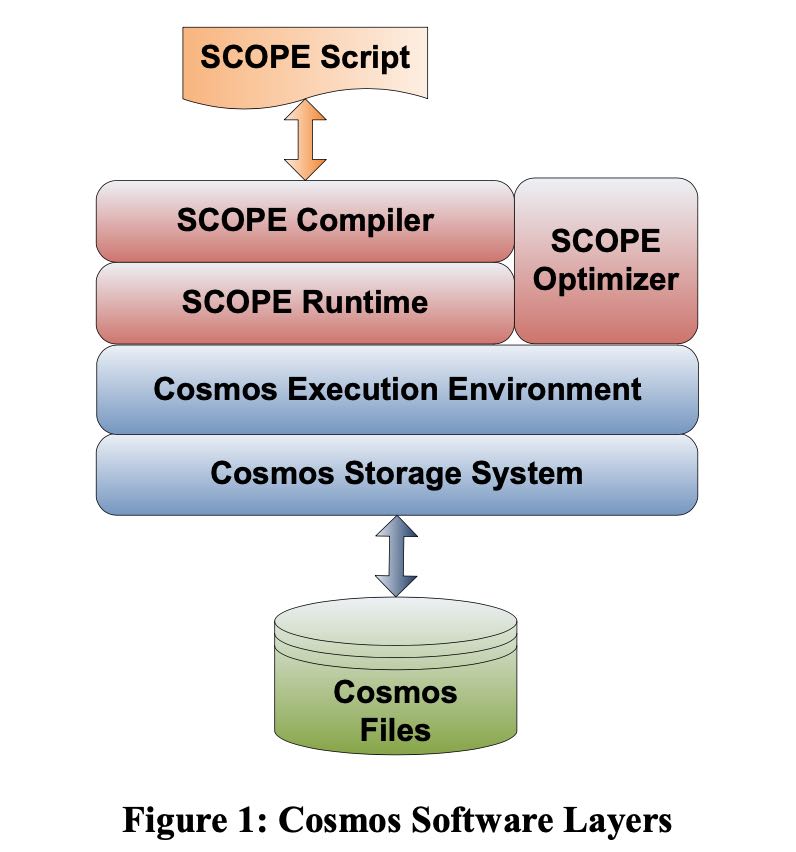 SCOPE Script
SCOPE Compiler
SCOPE
Optimizer
SCOPE Runtime
Cosmos Execution Environment
Cosmos Storage System
Cosmos
Files
Figure 1: Cosmos Software Layers